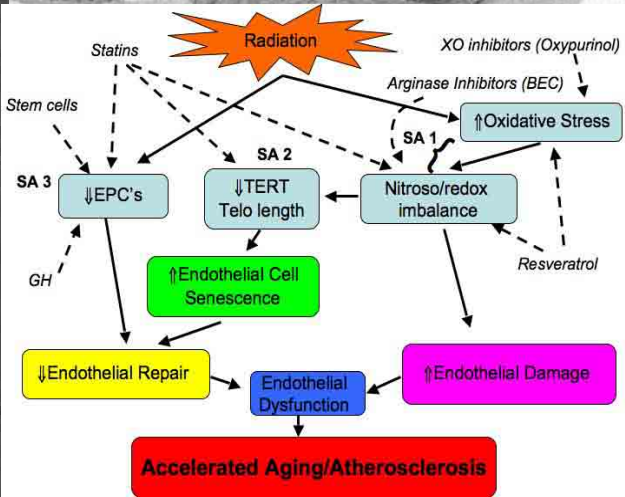 Radiation
Statins
XO inhibitors (Oxypurinol)
Arginase Inhibitors (BEC)
Stem cells
⇑Oxidative Stress
SA 1
SA 2
SA 3
⇓EPC's
⇓TERT
Telo length
Nitroso/redox
imbalance
GH
Resveratrol
⇑Endothelial Cell
Senescence
⇓Endothelial Repair
Endothelial
Dysfunction
⇑Endothelial Damage
Accelerated Aging/Atherosclerosis